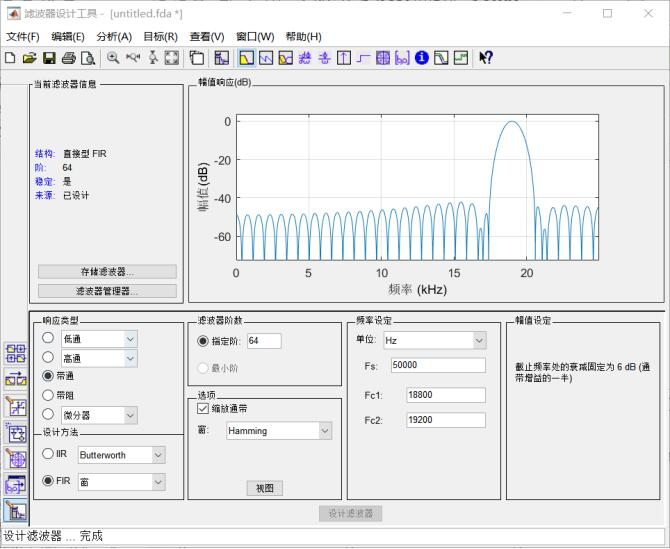 滤波器设计工具 - [untitled.fda *]
文件(F) 编辑(E) 分析(A) 目标(R) 查看(V) 窗口(W) 帮助(H)
当前滤波器信息
结构: 直接型 FIR
阶: 64
稳定: 是
来源: 已设计
存储滤波器...
滤波器管理器...
幅值响应(dB)
幅值(dB)
0
-20
-40
-60
0 5 10 15 20
频率 (kHz)
响应类型
低通
高通
带通
带阻
微分器
设计方法
IIR Butterworth
FIR 窗
滤波器阶数
指定阶: 64
最小阶
选项
缩放通带
窗: Hamming
视图
频率设定
单位: Hz
Fs: 50000
Fc1: 18800
Fc2: 19200
幅值设定
截止频率处的衰减固定为 6 dB (通
带增益的一半)
设计滤波器
设计滤波器 ... 完成